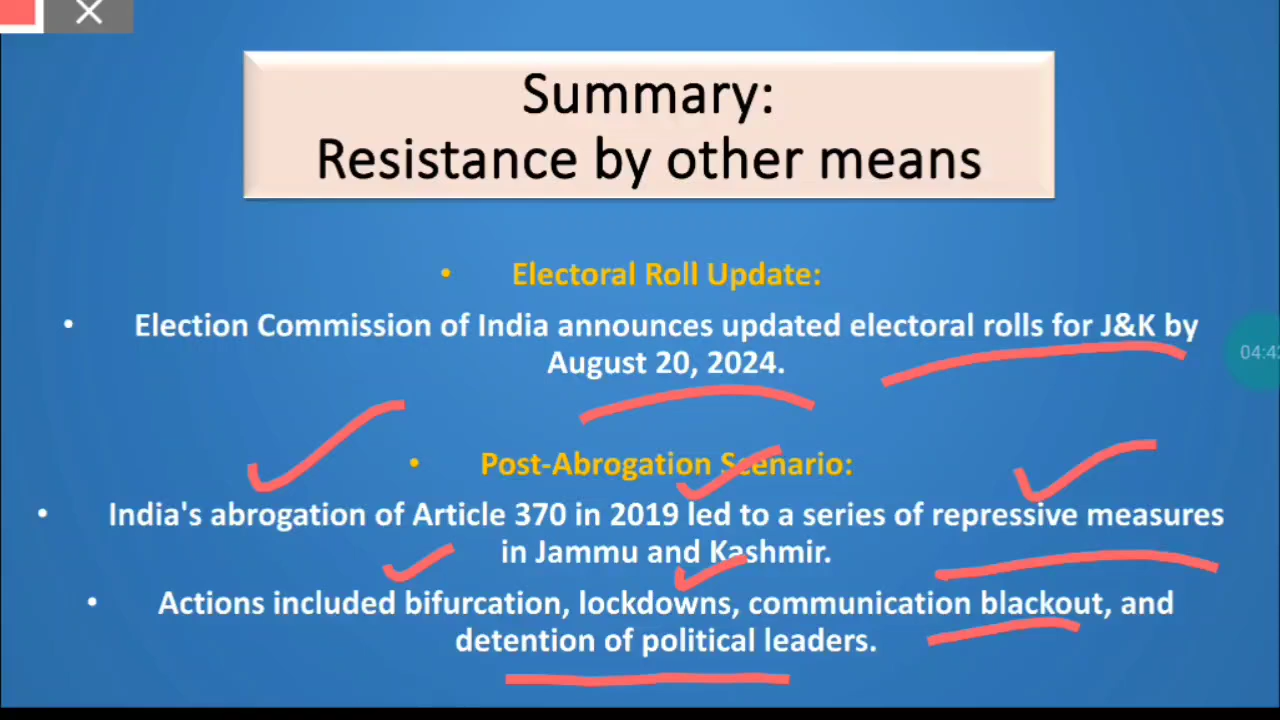 Summary:
Resistance by other means
• Electoral Roll Update:
• Election Commission of India announces updated electoral rolls for J&K by
August 20, 2024.
04:4
• Post-Abrogation Scenario:
• India's abrogation of Article 370 in 2019 led to a series of repressive measures
in Jammu and Kashmir.
• Actions included bifurcation, lockdowns, communication blackout, and
detention of political leaders.